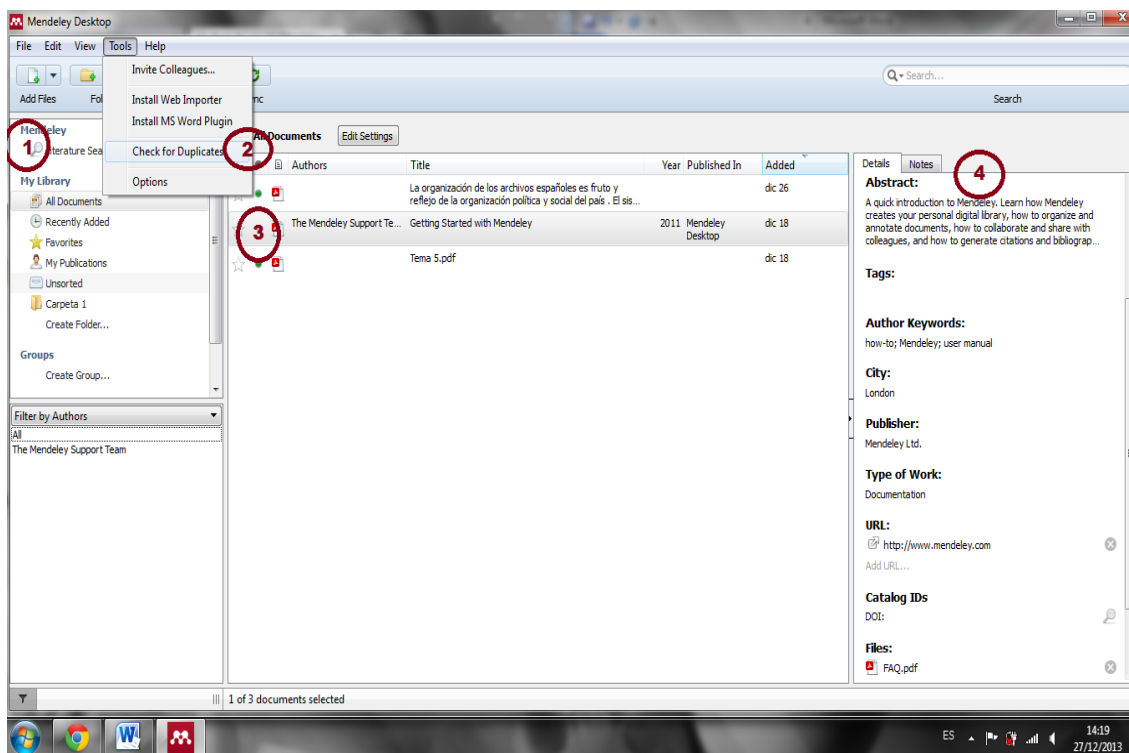 Mendeley Desktop
File Edit View Tools Help
Invite Colleagues...
Install Web Importer
Install MS Word Plugin
Check for Duplicates
Options
Add Files
Search...
Search
Mendeley
1
2
3
4
My Library
All Documents
Recently Added
Favorites
My Publications
Unsorted
Carpeta 1
Create Folder...
Groups
Create Group...
Filter by Authors
All
The Mendeley Support Team
All Documents Edit Settings
Authors Title Year Published In Added
La organización de los archivos españoles es fruto y dic 26
reflejo de la organización política y social del país . El sis...
The Mendeley Support Te... Getting Started with Mendeley 2011 Mendeley dic 18
Desktop
Tema 5.pdf dic 18
Details Notes
Abstract:
A quick introduction to Mendeley. Learn how Mendeley
creates your personal digital library, how to organize and
annotate documents, how to collaborate and share with
colleagues, and how to generate citations and bibliograp...
Tags:
Author Keywords:
how-to; Mendeley; user manual
City:
London
Publisher:
Mendeley Ltd.
Type of Work:
Documentation
URL:
http://www.mendeley.com
Add URL...
Catalog IDs
DOI:
Files:
FAQ.pdf
1 of 3 documents selected
ES
14:19
27/12/2013